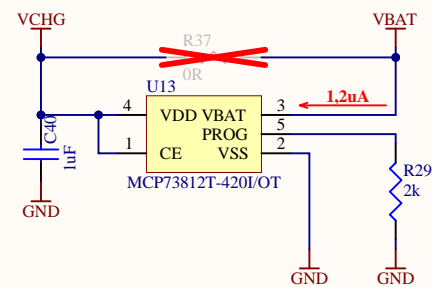 VCHG
VBAT
R37
0R
U13
4 VDD VBAT 3
1,2uA
PROG 5
1 CE VSS 2
C40
1uF
MCP73812T-420I/OT
R29
2k
GND
GND
GND